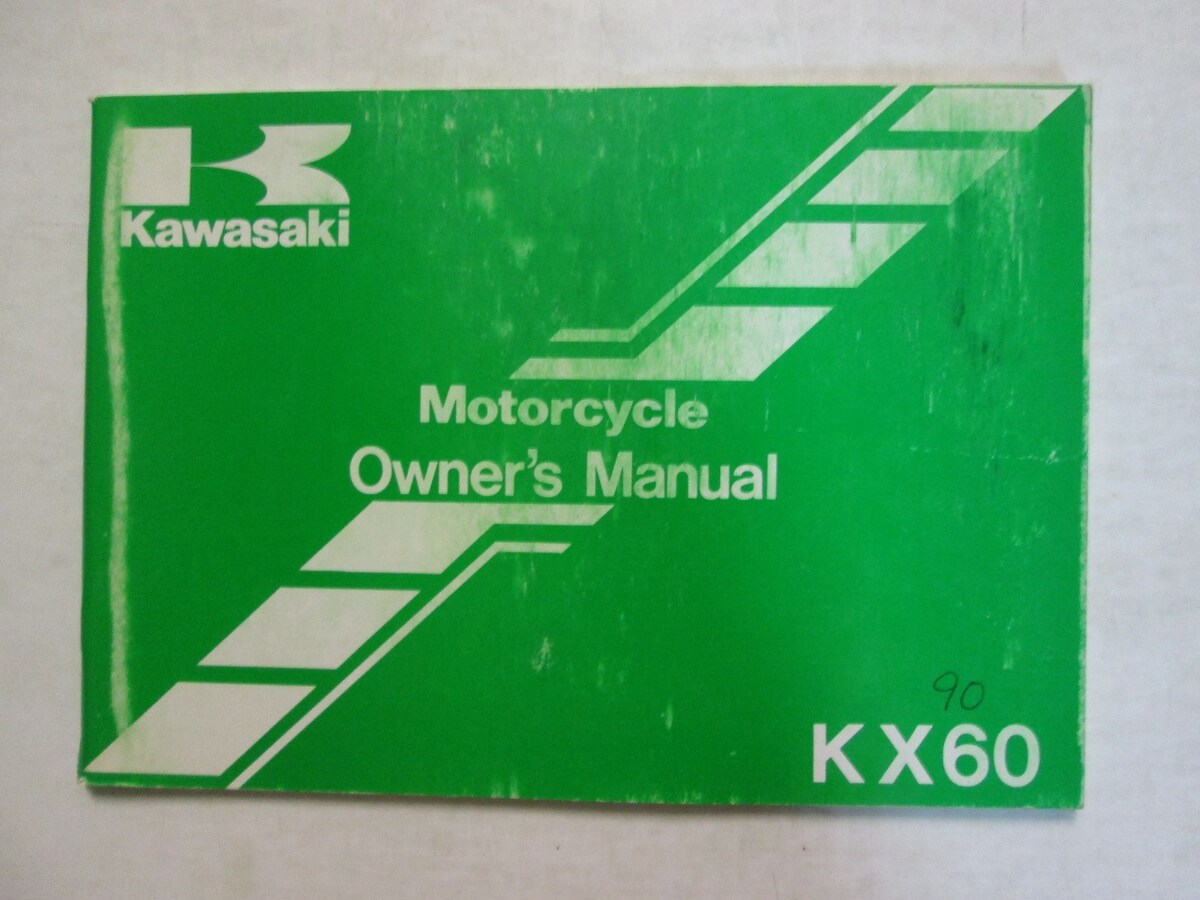 Kawasaki
Motorcycle
Owner's Manual
90
KX60